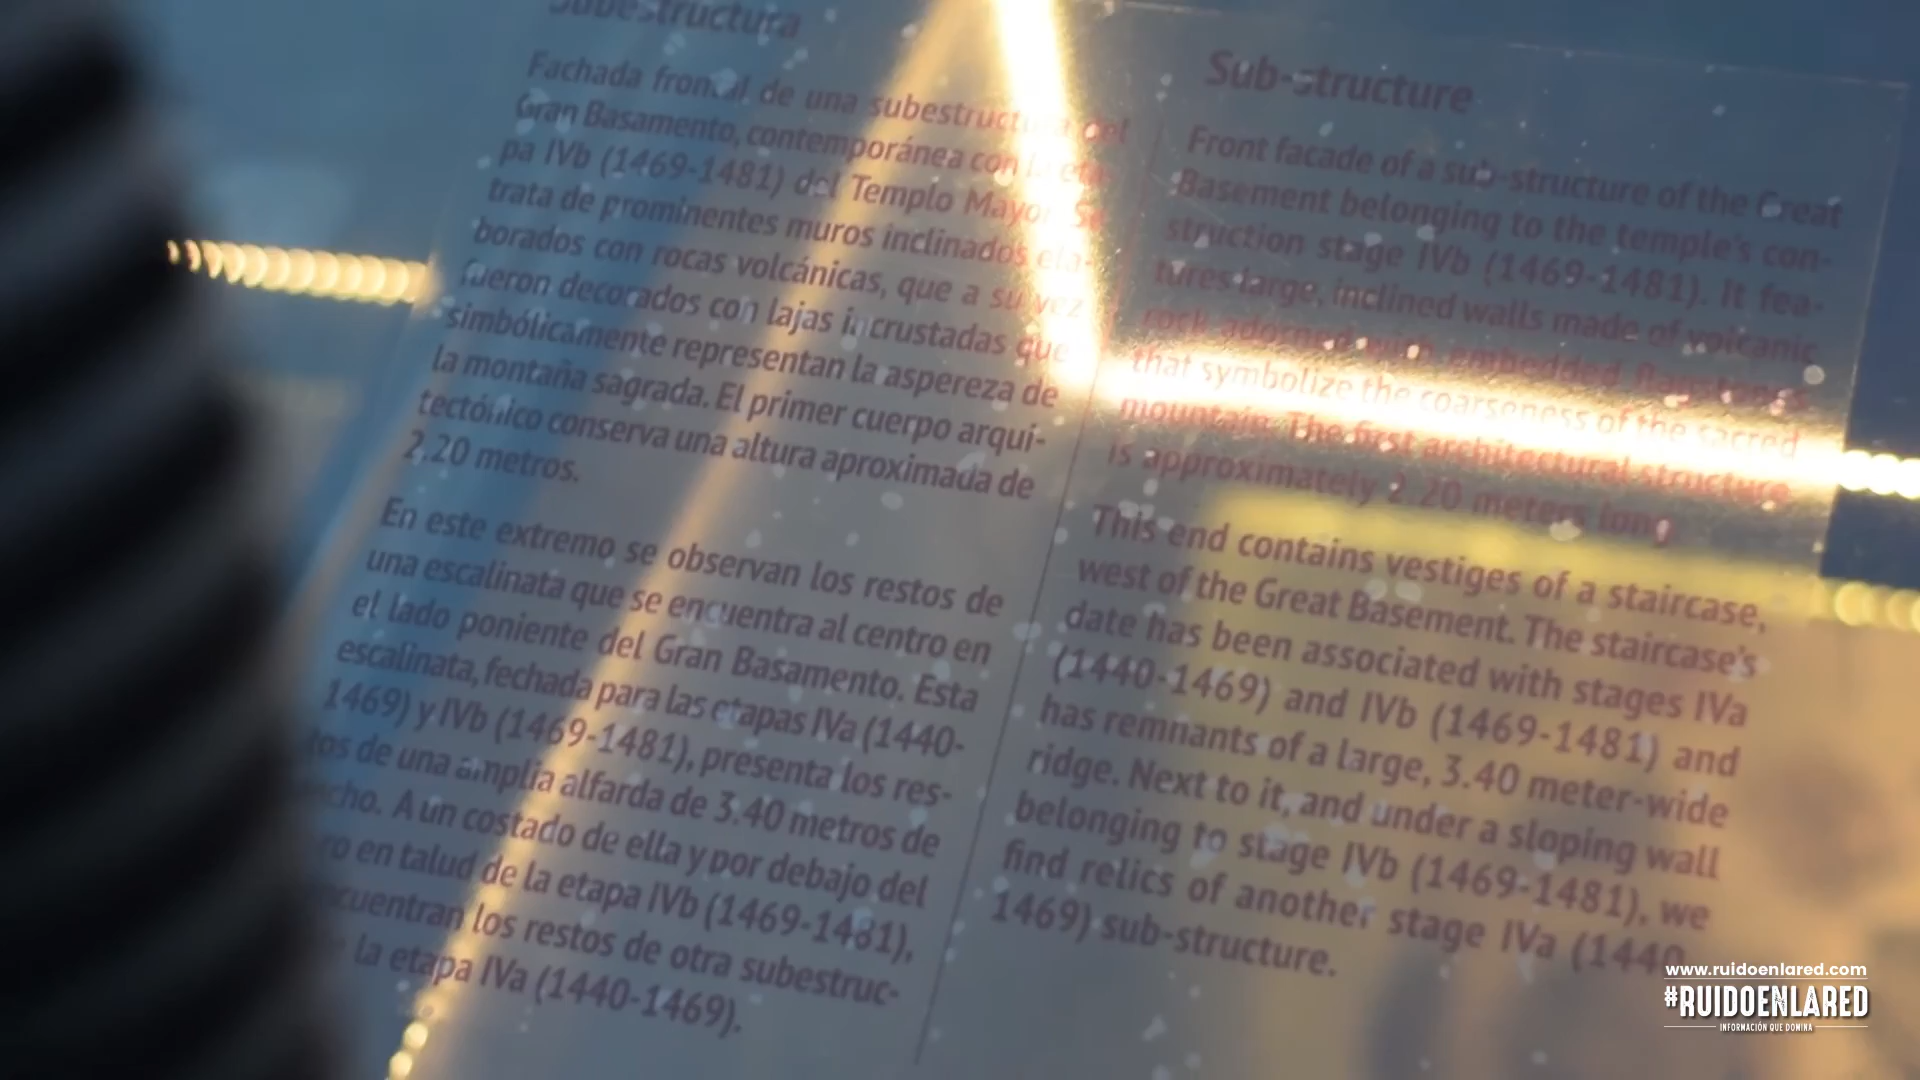 Subestructura
Fachada frontal de una subestructura del
Gran Basamento, contemporánea con la eta-
pa IVb (1469-1481) del Templo Mayor. Se
trata de prominentes muros inclinados ela-
borados con rocas volcánicas, que a su vez
fueron decorados con lajas incrustadas que
simbólicamente representan la aspereza de
la montaña sagrada. El primer cuerpo arqui-
tectónico conserva una altura aproximada de
2.20 metros.
En este extremo se observan los restos de
una escalinata que se encuentra al centro en
el lado poniente del Gran Basamento. Esta
escalinata, fechada para las etapas IVa (1440-
1469) y IVb (1469-1481), presenta los res-
tos de una amplia alfarda de 3.40 metros de
cho. A un costado de ella y por debajo del
ro en talud de la etapa IVb (1469-1481),
cuentran los restos de otra subestruc-
la etapa IVa (1440-1469).
Sub-structure
Front facade of a sub-structure of the Great
Basement belonging to the temple's con-
struction stage IVb (1469-1481). It fea-
tures large, inclined walls made of volcanic
rock adorned with embedded flagstones
that symbolize the coarseness of the sacred
mountain. The first architectural structure
is approximately 2.20 meters long.
This end contains vestiges of a staircase,
west of the Great Basement. The staircase's
date has been associated with stages IVa
(1440-1469) and IVb (1469-1481) and
has remnants of a large, 3.40 meter-wide
ridge. Next to it, and under a sloping wall
belonging to stage IVb (1469-1481), we
find relics of another stage IVa (1440-
1469) sub-structure.
www.ruidoenlared.com
#RUIDOENLARED
INFORMACIÓN QUE DOMINA